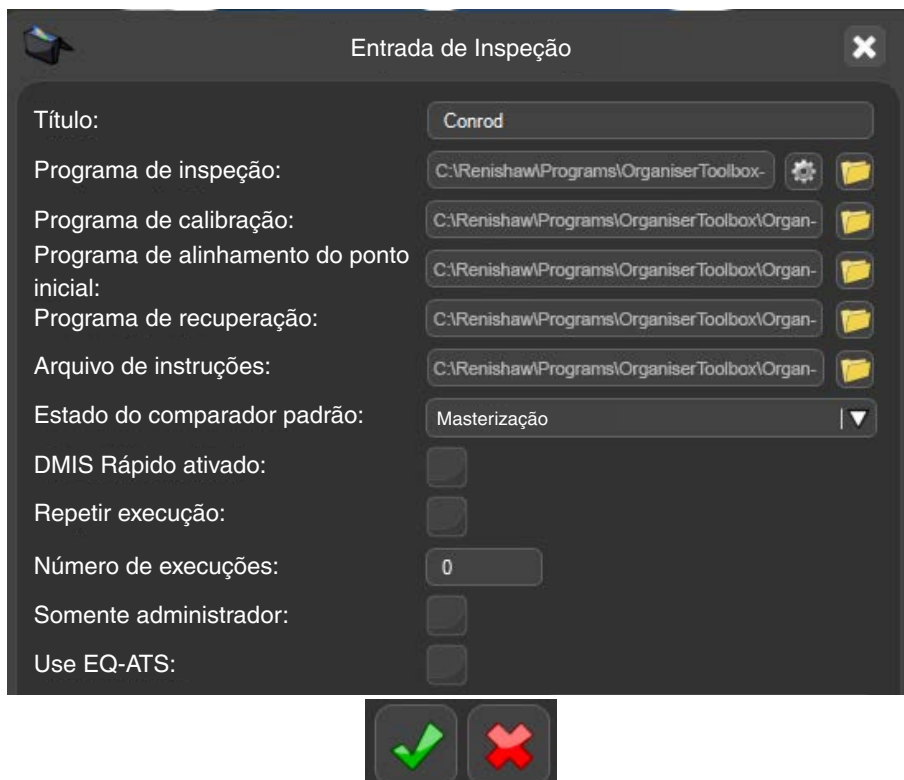 Entrada de Inspeção
Título:
Conrod
Programa de inspeção:
C:\Renishaw\Programs\OrganiserToolbox-
Programa de calibração:
C:\Renishaw\Programs\OrganiserToolbox\Organ-
Programa de alinhamento do ponto
inicial:
C:\Renishaw\Programs\OrganiserToolbox\Organ-
Programa de recuperação:
C:\Renishaw\Programs\OrganiserToolbox\Organ-
Arquivo de instruções:
C:\Renishaw\Programs\OrganiserToolbox\Organ-
Estado do comparador padrão:
Masterização
DMIS Rápido ativado:
Repetir execução:
Número de execuções:
0
Somente administrador:
Use EQ-ATS: